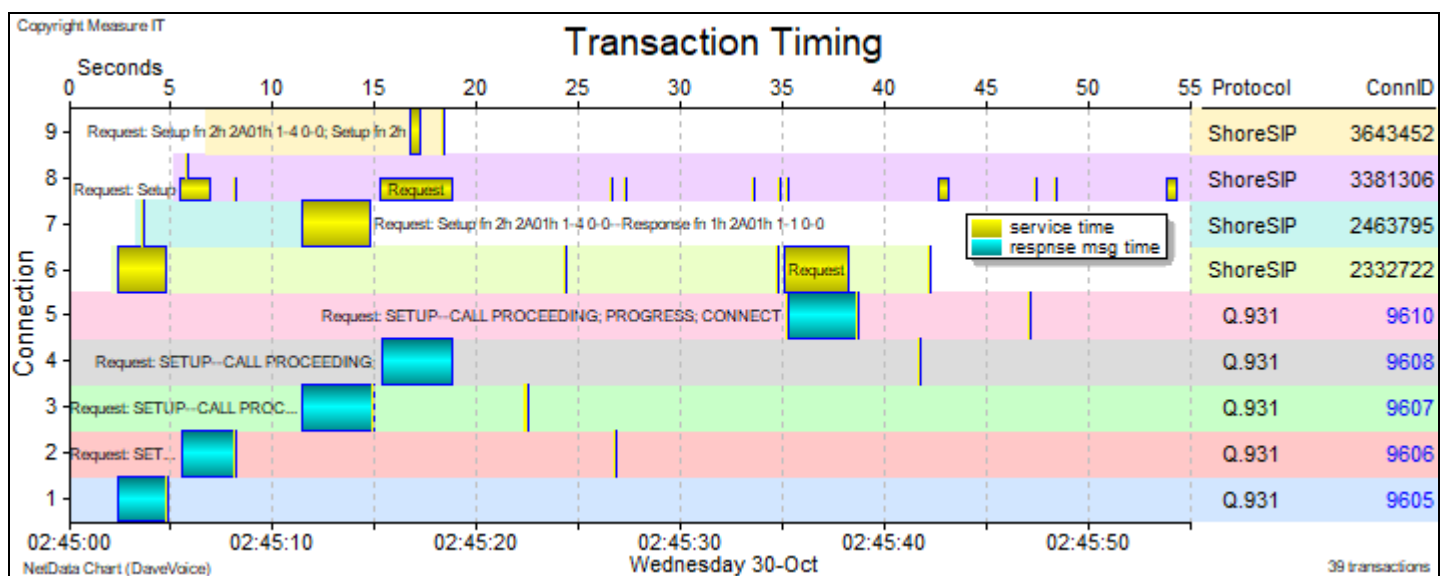 Copyright Measure IT
Transaction Timing
Seconds
0 5 10 15 20 25 30 35 40 45 50 55 Protocol ConnID
9 Request: Setup fn 2h 2A01h 1-4 0-0; Setup fn 2h ShoreSIP 3643452
8 Request: Setup Request ShoreSIP 3381306
7 Request: Setup fn 2h 2A01h 1-4 0-0--Response fn 1h 2A01h 1-1 0-0 ShoreSIP 2463795
service time
respnse msg time
6 Request ShoreSIP 2332722
5 Request: SETUP--CALL PROCEEDING; PROGRESS; CONNECT Q.931 9610
4 Request: SETUP--CALL PROCEEDING; Q.931 9608
3 Request: SETUP--CALL PROC... Q.931 9607
2 Request: SET... Q.931 9606
1 Q.931 9605
Connection
02:45:00 02:45:10 02:45:20 02:45:30 02:45:40 02:45:50
Wednesday 30-Oct
NetData Chart (DaveVoice)
39 transactions